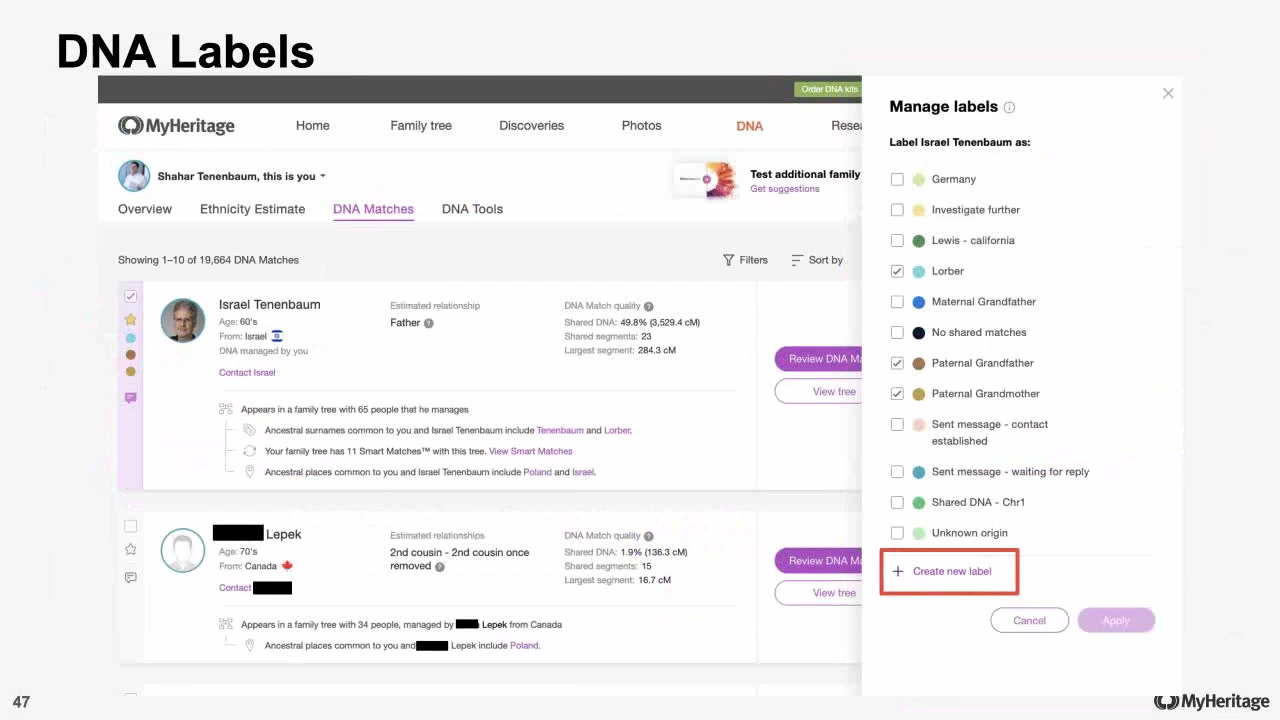 DNA Labels
Order DNA kits
MyHeritage
Home
Family tree
Discoveries
Photos
DNA
Resea
Shahar Tenenbaum, this is you
Test additional family
Get suggestions
Overview
Ethnicity Estimate
DNA Matches
DNA Tools
Showing 1–10 of 19,664 DNA Matches
Filters
Sort by
Israel Tenenbaum
Age: 60's
From: Israel
DNA managed by you
Contact Israel
Estimated relationship
Father
DNA Match quality
Shared DNA: 49.8% (3,529.4 cM)
Shared segments: 23
Largest segment: 284.3 cM
Review DNA Ma
View tree
Appears in a family tree with 65 people that he manages
Ancestral surnames common to you and Israel Tenenbaum include Tenenbaum and Lorber.
Your family tree has 11 Smart Matches™ with this tree. View Smart Matches
Ancestral places common to you and Israel Tenenbaum include Poland and Israel.
Lepek
Age: 70's
From: Canada
Contact
Estimated relationships
2nd cousin - 2nd cousin once
removed
DNA Match quality
Shared DNA: 1.9% (136.3 cM)
Shared segments: 15
Largest segment: 16.7 cM
Review DNA Ma
View tree
Appears in a family tree with 34 people, managed by Lepek from Canada
Ancestral places common to you and Lepek include Poland.
Manage labels
Label Israel Tenenbaum as:
Germany
Investigate further
Lewis - california
Lorber
Maternal Grandfather
No shared matches
Paternal Grandfather
Paternal Grandmother
Sent message - contact
established
Sent message - waiting for reply
Shared DNA - Chr1
Unknown origin
+ Create new label
Cancel
Apply
47
MyHeritage